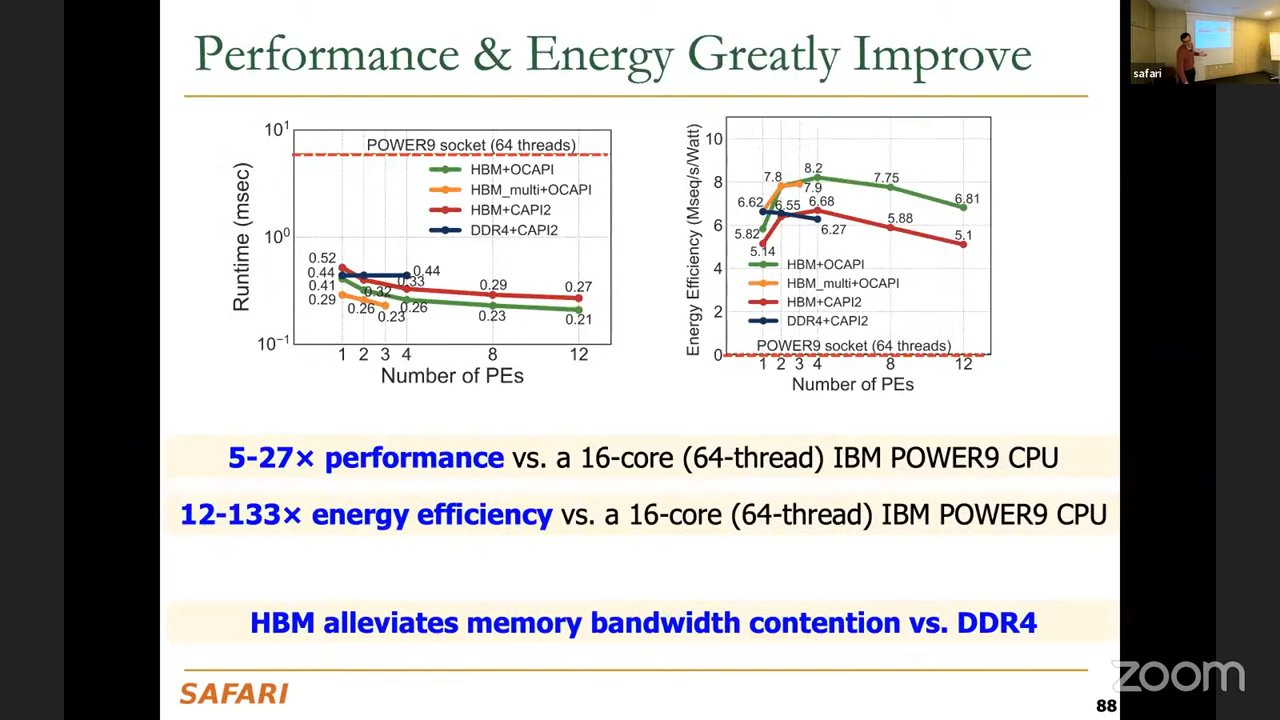 Performance & Energy Greatly Improve
safari
10¹
10⁰
10⁻¹
Runtime (msec)
POWER9 socket (64 threads)
HBM+OCAPI
HBM_multi+OCAPI
HBM+CAPI2
DDR4+CAPI2
0.52
0.44
0.41
0.29
0.32
0.26
0.23
0.44
0.33
0.26
0.29
0.23
0.27
0.21
1 2 3 4 8 12
Number of PEs
Energy Efficiency (Mseq/s/Watt)
10
8
6
4
2
0
7.8
8.2
7.9
7.75
6.81
6.62
6.55
6.68
6.27
5.82
5.14
5.88
5.1
HBM+OCAPI
HBM_multi+OCAPI
HBM+CAPI2
DDR4+CAPI2
POWER9 socket (64 threads)
1 2 3 4 8 12
Number of PEs
5-27× performance vs. a 16-core (64-thread) IBM POWER9 CPU
12-133× energy efficiency vs. a 16-core (64-thread) IBM POWER9 CPU
HBM alleviates memory bandwidth contention vs. DDR4
SAFARI
zoom
88